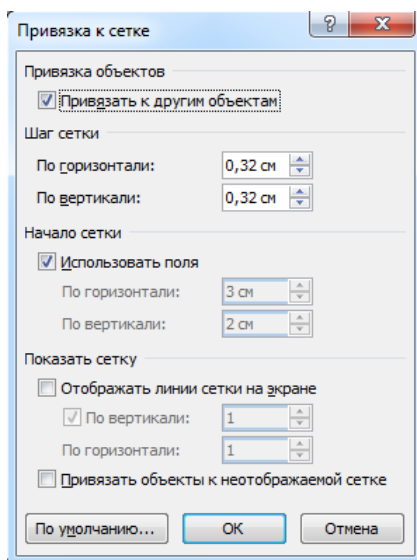 Привязка к сетке
Привязка объектов
Привязать к другим объектам
Шаг сетки
По горизонтали: 0,32 см
По вертикали: 0,32 см
Начало сетки
Использовать поля
По горизонтали: 3 см
По вертикали: 2 см
Показать сетку
Отображать линии сетки на экране
По вертикали: 1
По горизонтали: 1
Привязать объекты к неотображаемой сетке
По умолчанию... ОК Отмена